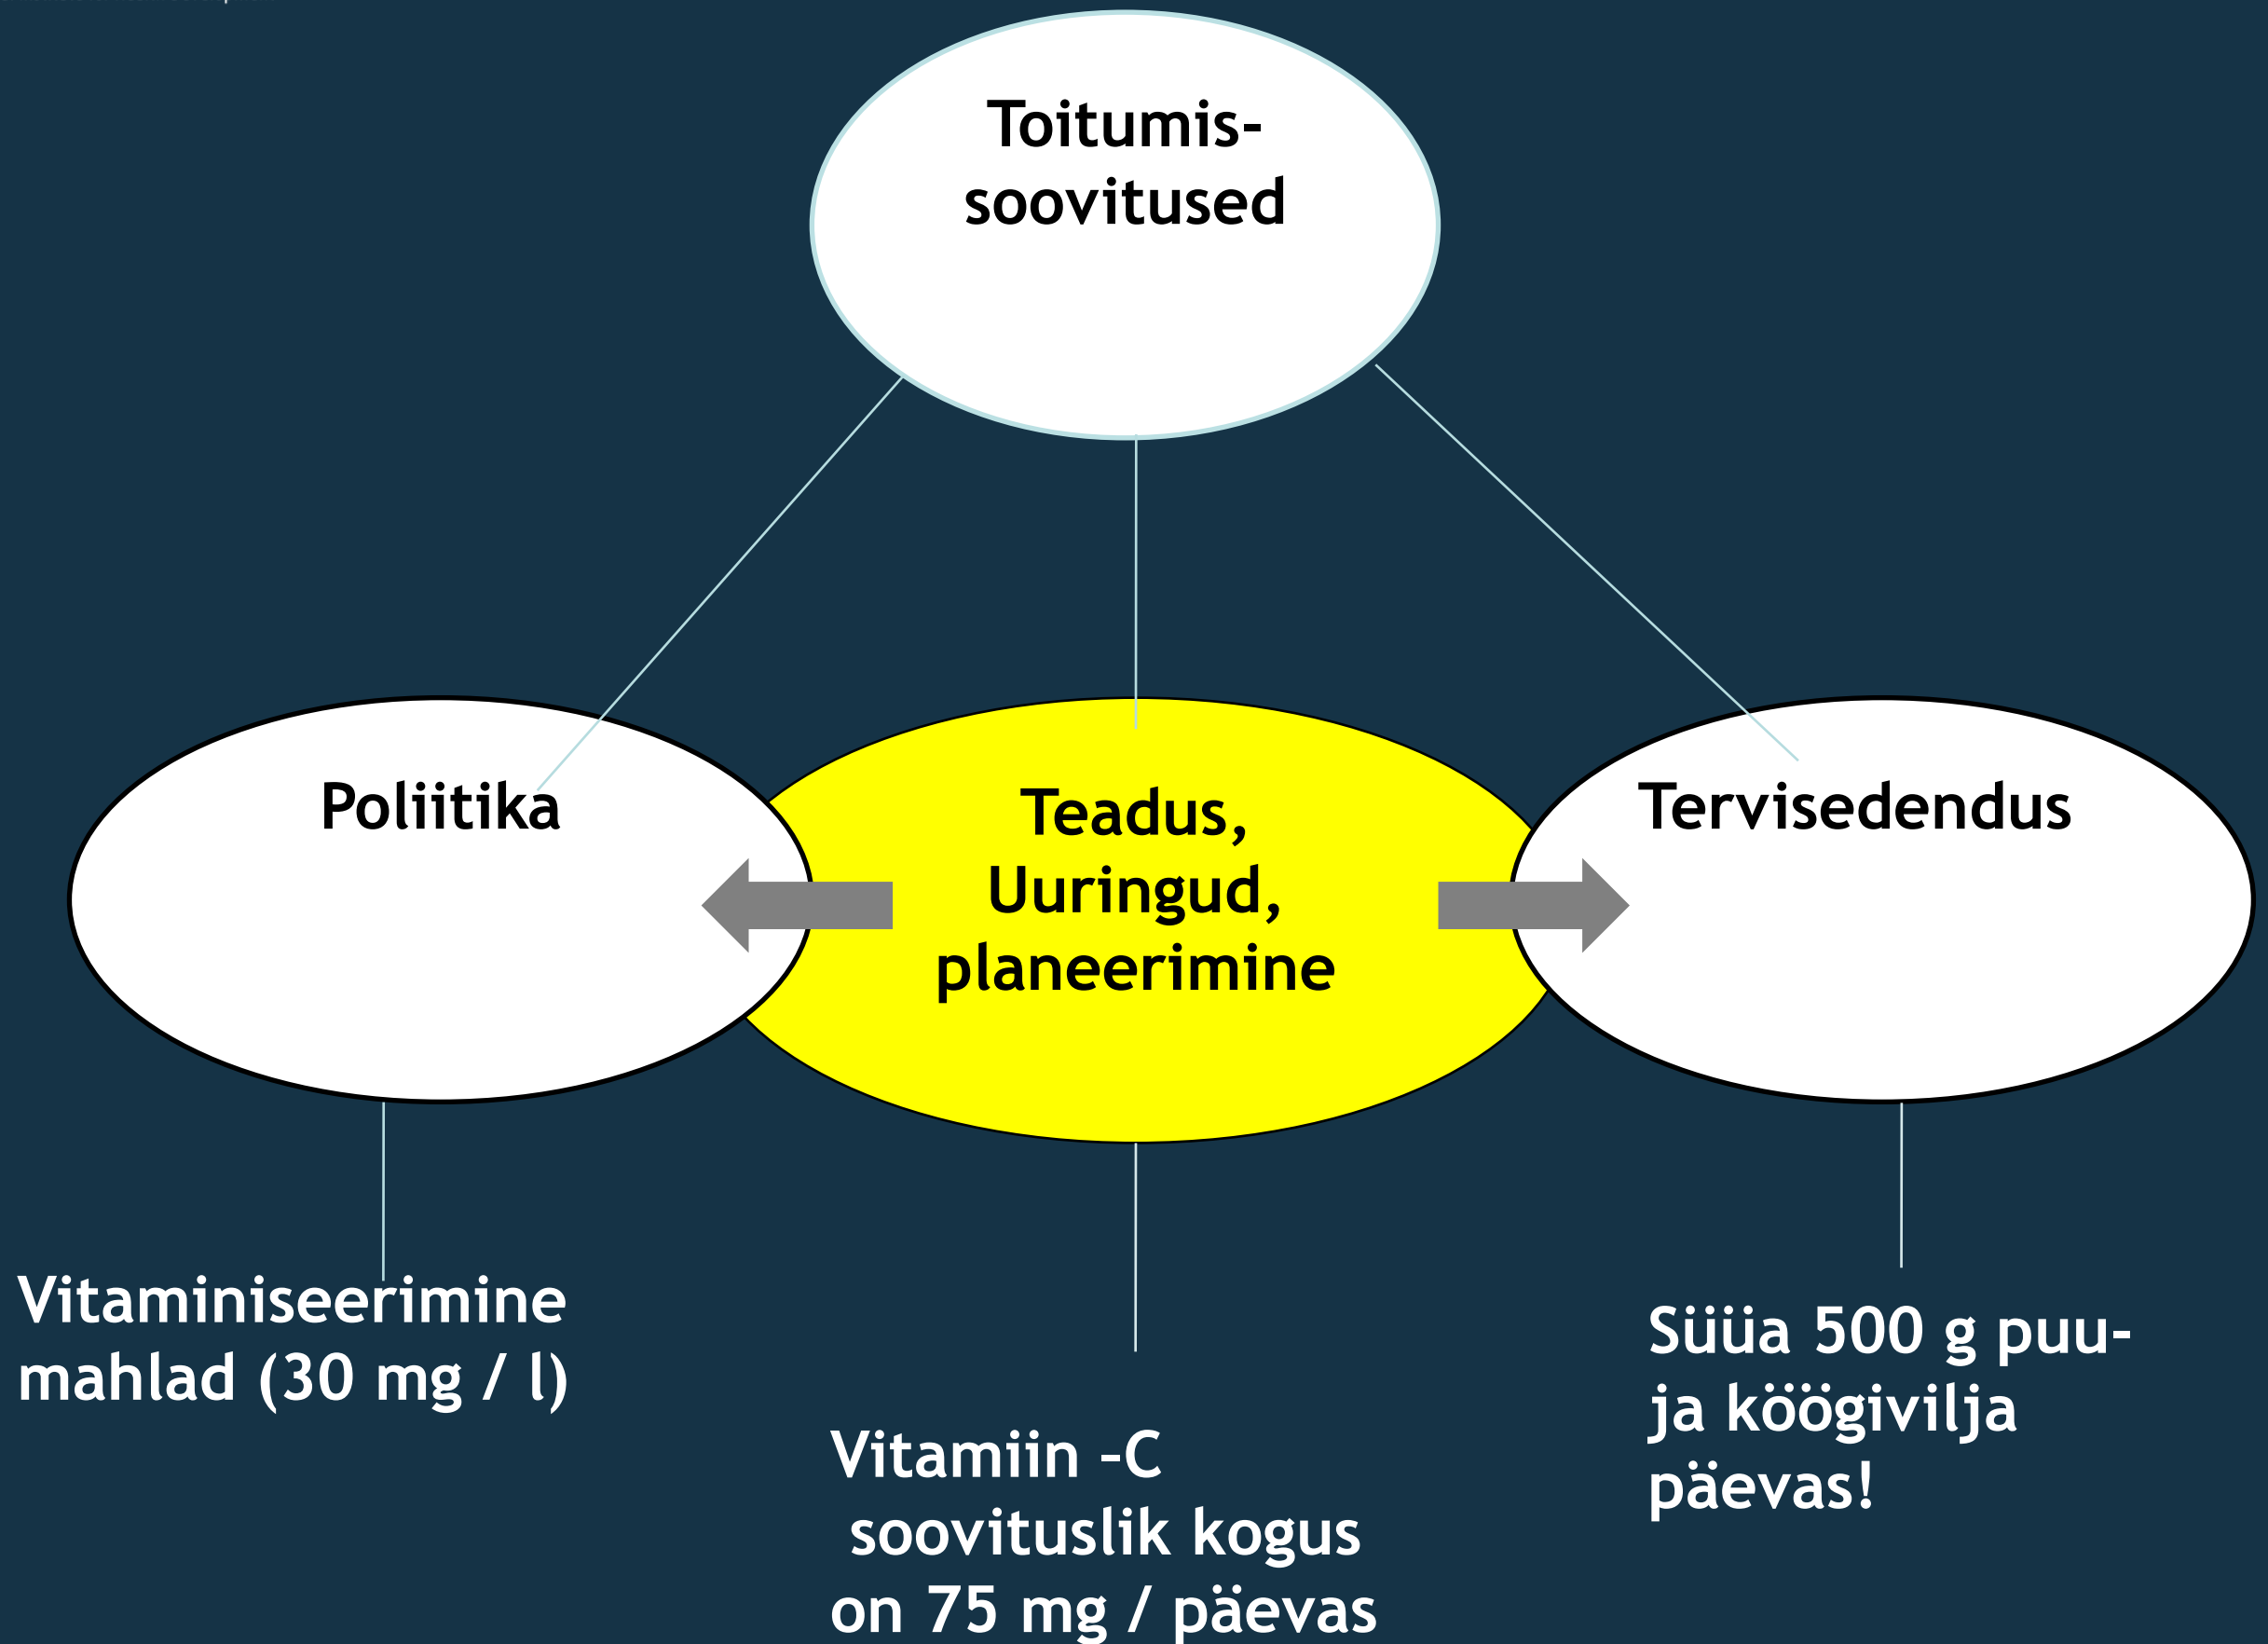 Toitumis-
soovitused
Poliitika
Teadus,
Uuringud,
planeerimine
Tervisedendus
Vitaminiseerimine
mahlad (30 mg / l)
Vitamiin -C
soovituslik kogus
on 75 mg / päevas
Süüa 500 g puu-
ja köögivilja
päevas!